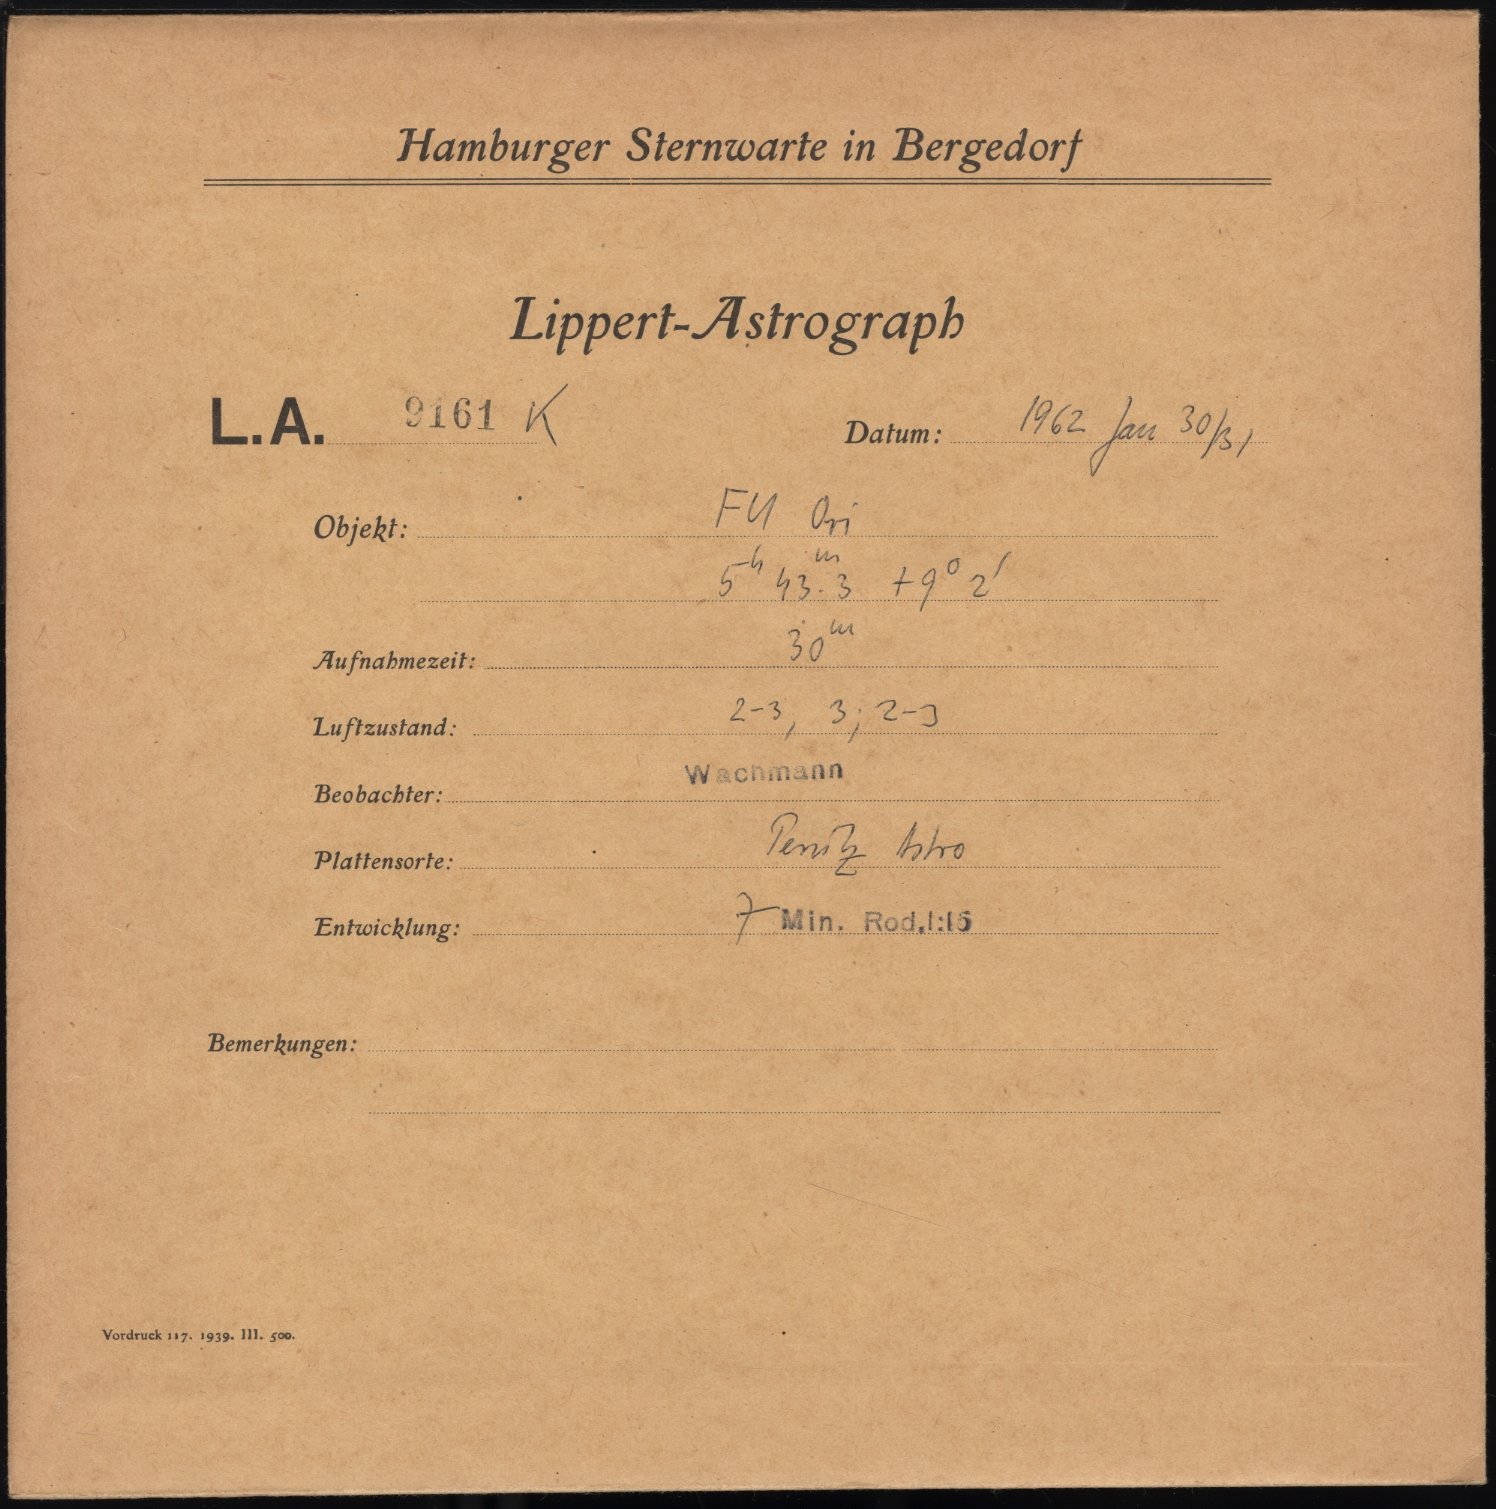 Hamburger Sternwarte in Bergedorf
Lippert-Astrograph
L.A. 9161 K Datum: 1962 Jan 30/31
Objekt: FU Ori
5ʰ 43ᵐ.3 +9° 2'
Aufnahmezeit: 30ᵐ
Luftzustand: 2-3, 3; 2-3
Beobachter: Wachmann
Plattensorte: Perutz Astro
Entwicklung: 7 Min. Rod.1:15
Bemerkungen:
Vordruck 117. 1939. III. 500.